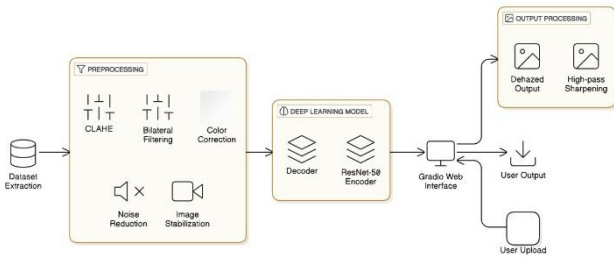 OUTPUT PROCESSING
Dehazed
Output
High-pass
Sharpening
PREPROCESSING
CLAHE
Bilateral
Filtering
Color
Correction
Noise
Reduction
Image
Stabilization
DEEP LEARNING MODEL
Decoder
ResNet-50
Encoder
Dataset
Extraction
Gradio Web
Interface
User Output
User Upload